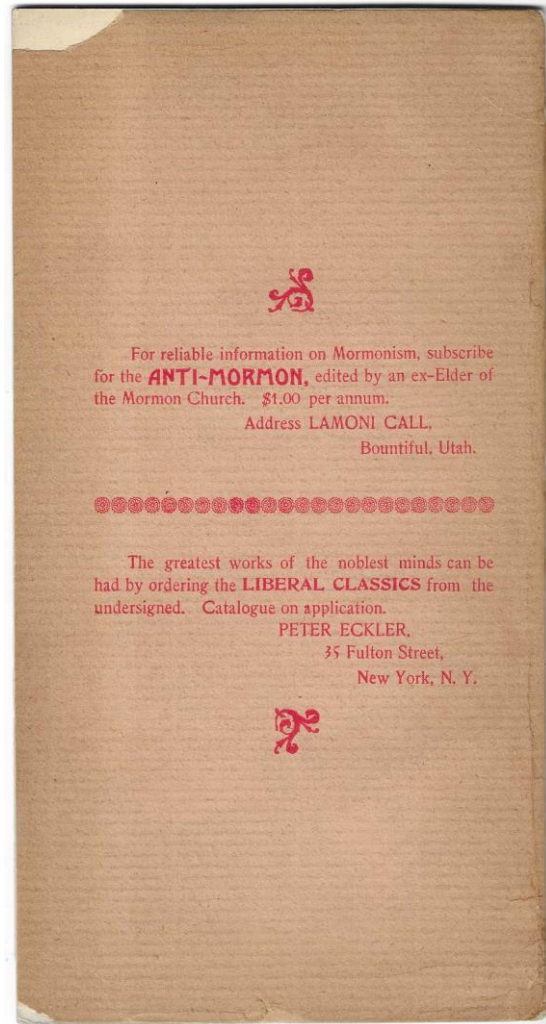 For reliable information on Mormonism, subscribe
for the ANTI-MORMON, edited by an ex-Elder of
the Mormon Church. $1.00 per annum.
Address LAMONI CALL,
Bountiful, Utah.
The greatest works of the noblest minds can be
had by ordering the LIBERAL CLASSICS from the
undersigned. Catalogue on application.
PETER ECKLER,
35 Fulton Street,
New York, N. Y.